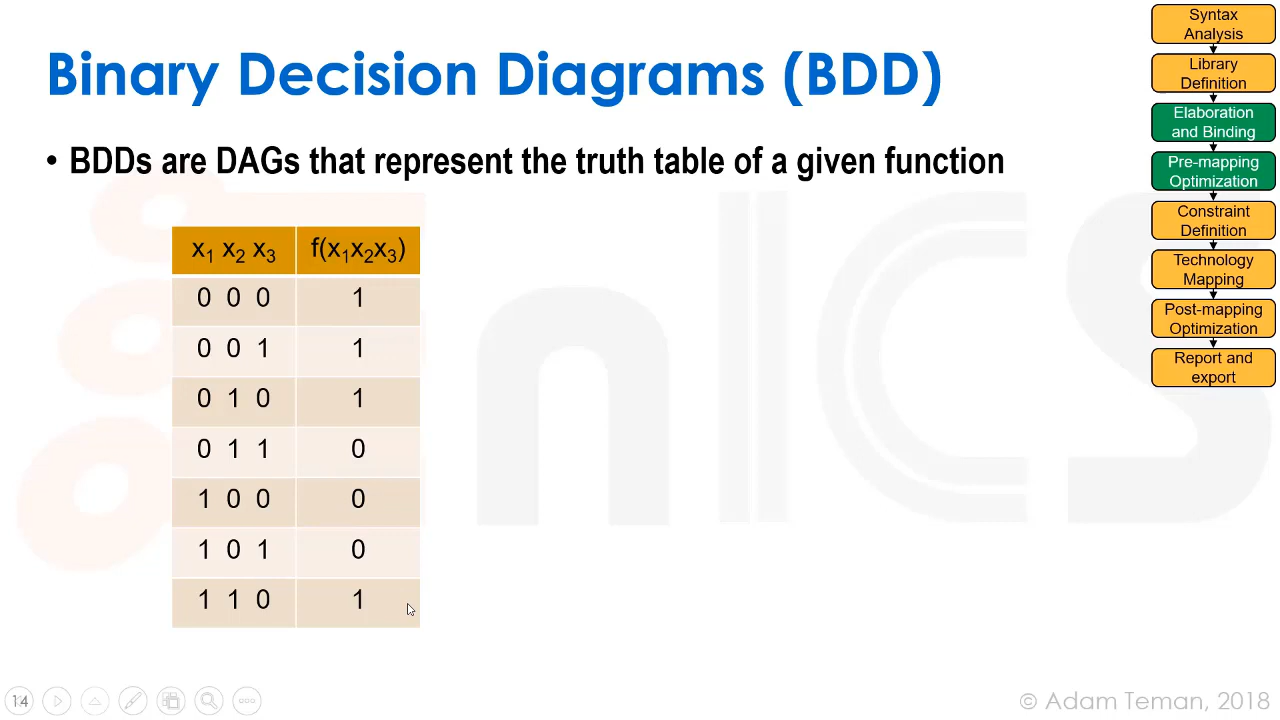 Binary Decision Diagrams (BDD)
• BDDs are DAGs that represent the truth table of a given function
x1 x2 x3 f(x1x2x3)
0 0 0 1
0 0 1 1
0 1 0 1
0 1 1 0
1 0 0 0
1 0 1 0
1 1 0 1
Syntax
Analysis
Library
Definition
Elaboration
and Binding
Pre-mapping
Optimization
Constraint
Definition
Technology
Mapping
Post-mapping
Optimization
Report and
export
EnICS
14
© Adam Teman, 2018